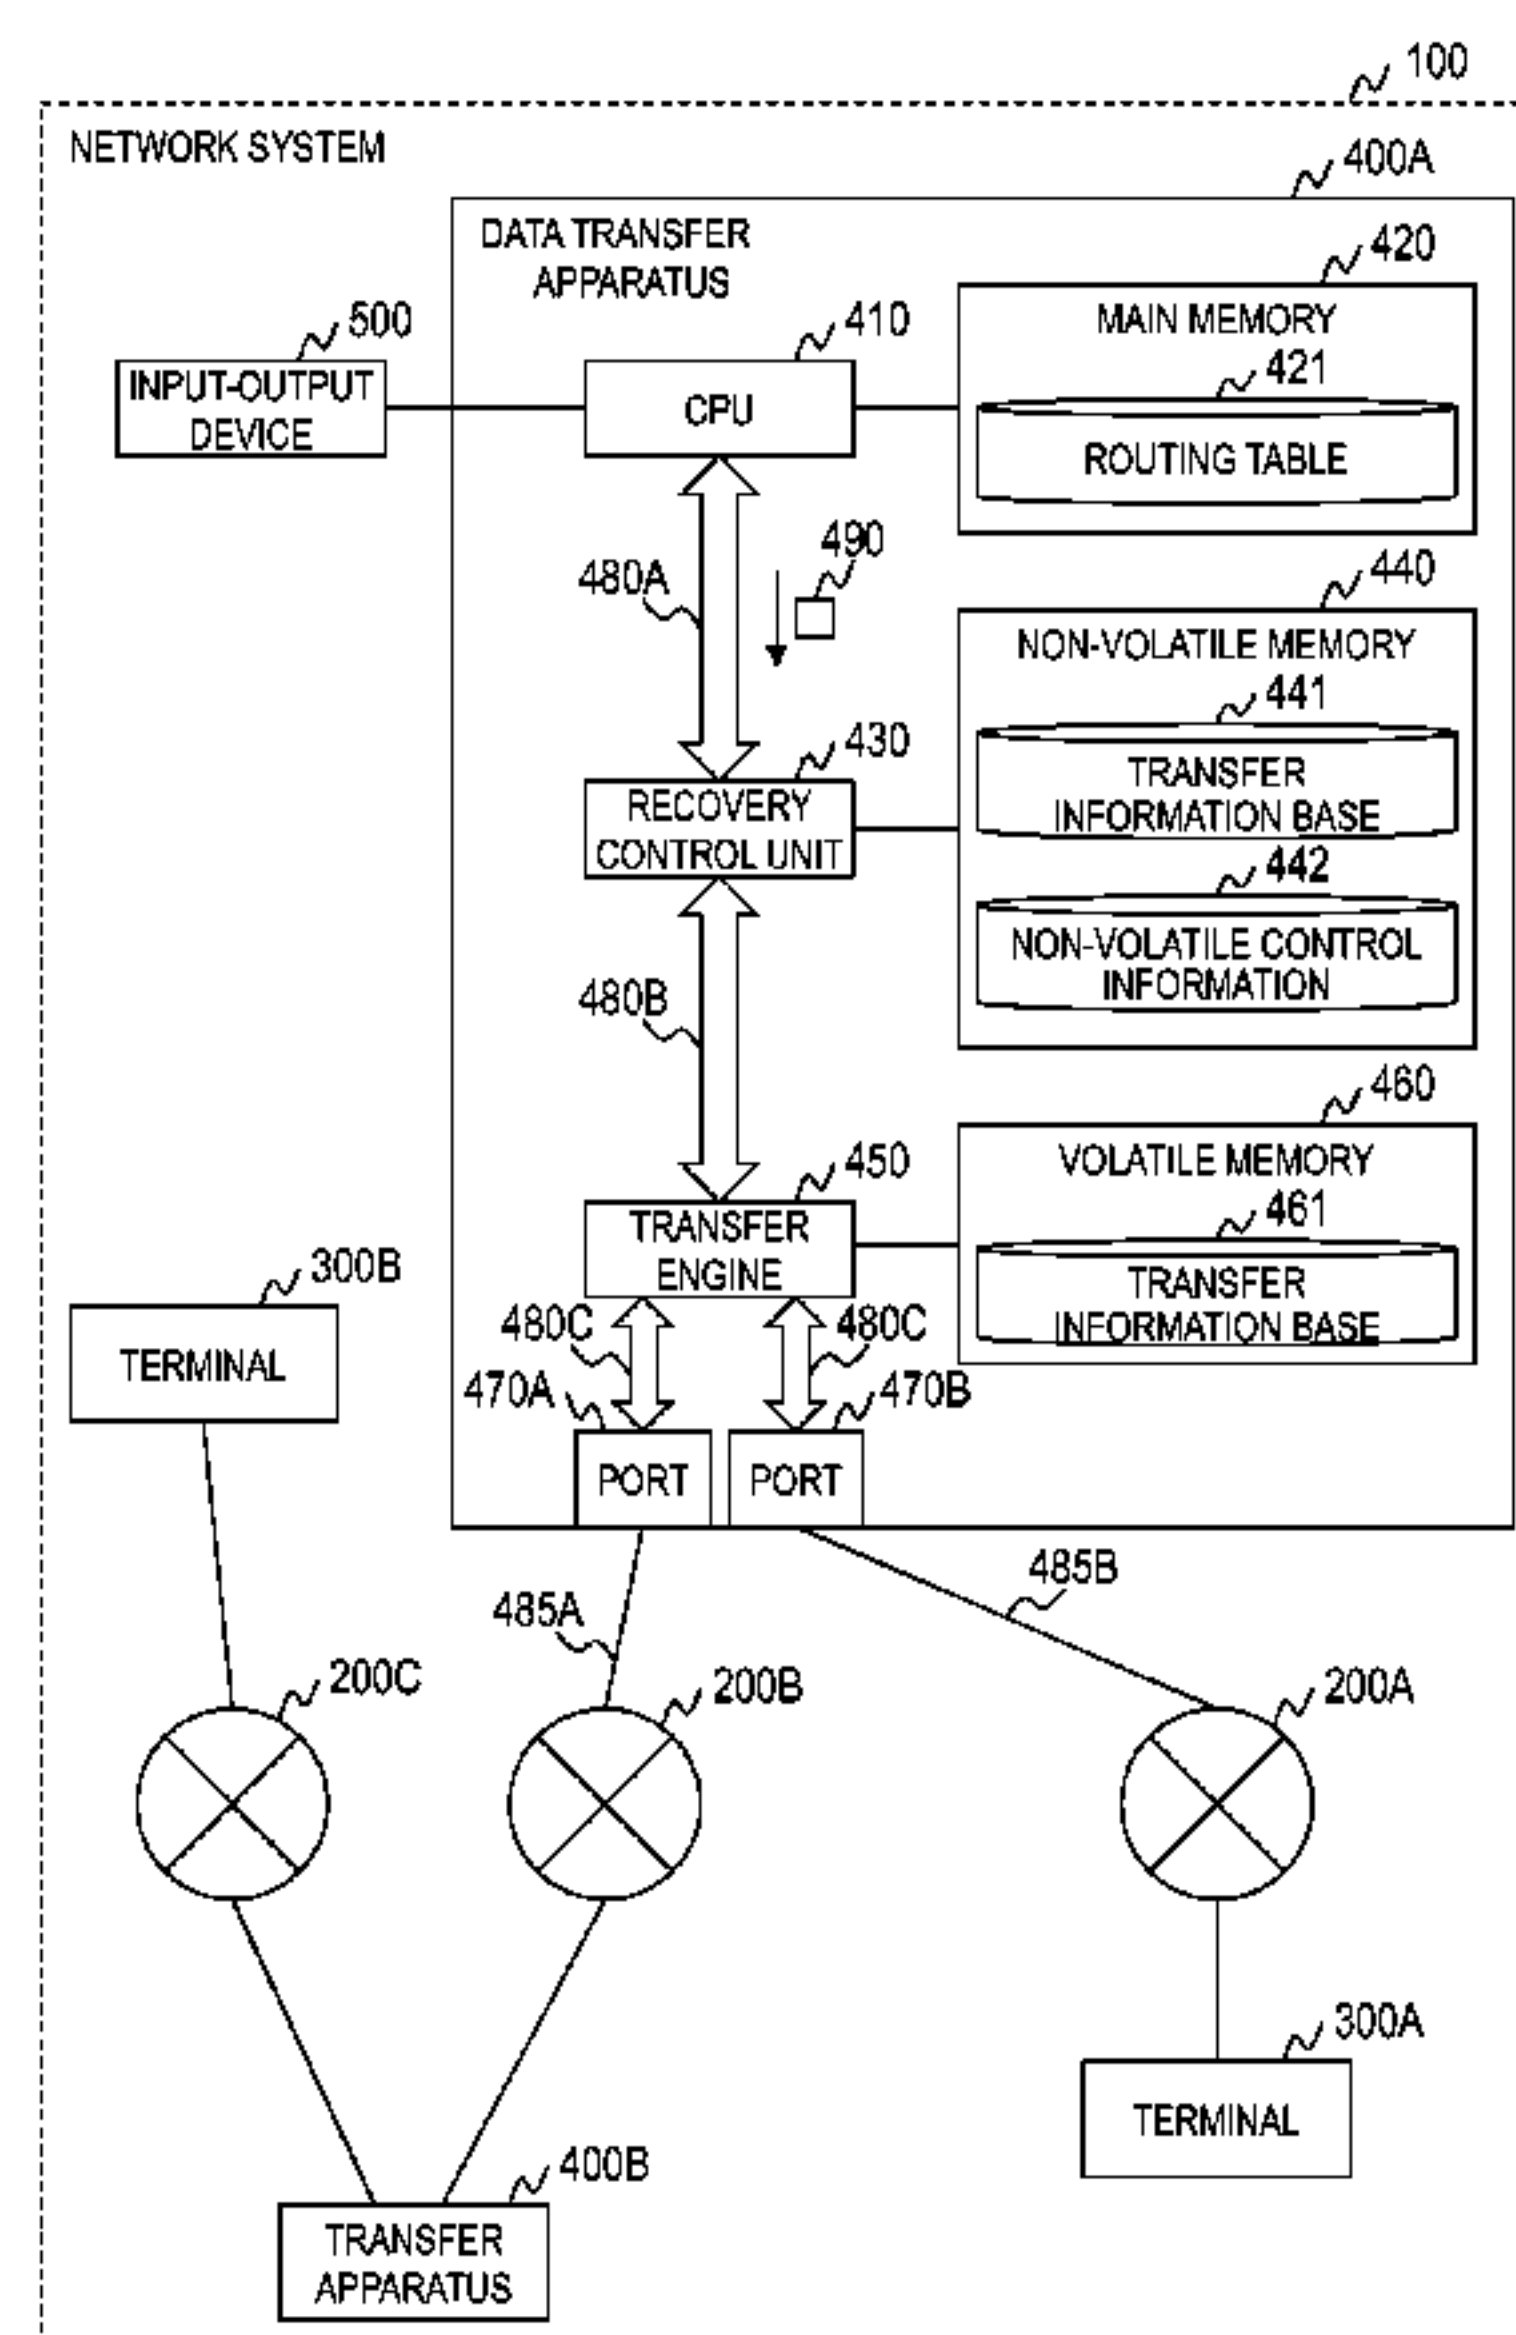 100
NETWORK SYSTEM
400A
DATA TRANSFER
APPARATUS
420
MAIN MEMORY
421
ROUTING TABLE
500
INPUT-OUTPUT
DEVICE
410
CPU
480A
490
440
NON-VOLATILE MEMORY
441
TRANSFER
INFORMATION BASE
442
NON-VOLATILE CONTROL
INFORMATION
430
RECOVERY
CONTROL UNIT
480B
460
VOLATILE MEMORY
461
TRANSFER
INFORMATION BASE
450
TRANSFER
ENGINE
300B
TERMINAL
480C
480C
470A
470B
PORT
PORT
485A
485B
200C
200B
200A
300A
TERMINAL
400B
TRANSFER
APPARATUS